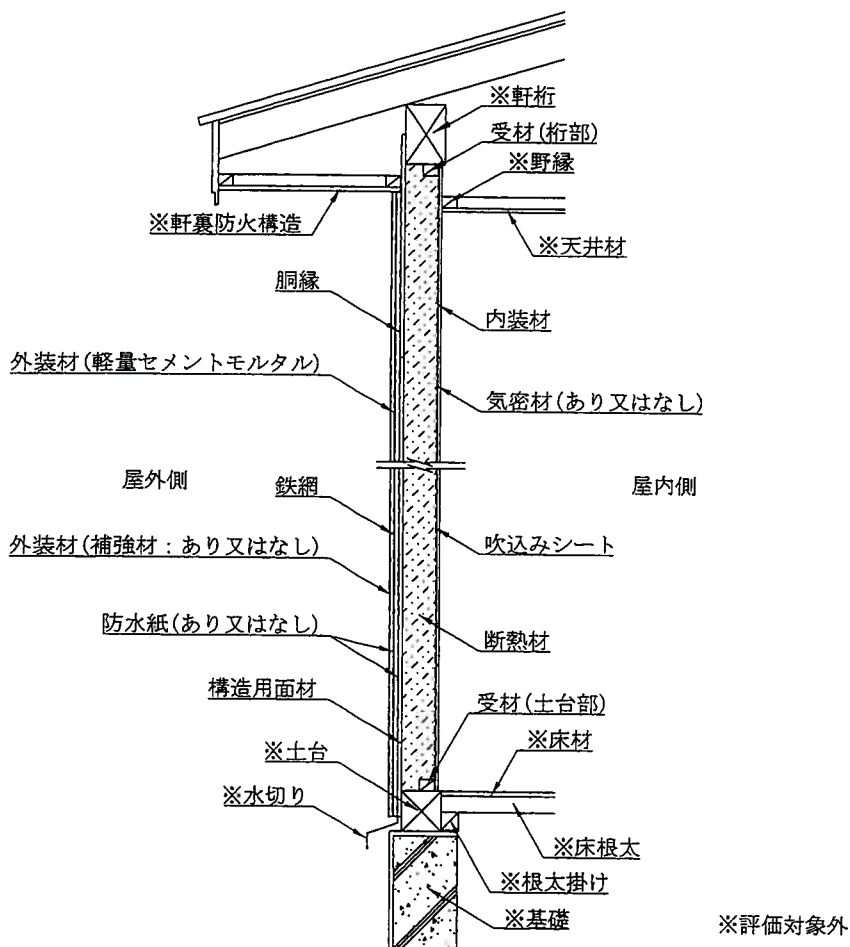 ※軒桁
受材(桁部)
※野縁
※軒裏防火構造
※天井材
胴縁
内装材
外装材(軽量セメントモルタル)
気密材(あり又はなし)
屋外側
鉄網
屋内側
外装材(補強材：あり又はなし)
吹込みシート
防水紙(あり又はなし)
断熱材
構造用面材
受材(土台部)
※土台
※床材
※水切り
※床根太
※根太掛け
※基礎
※評価対象外